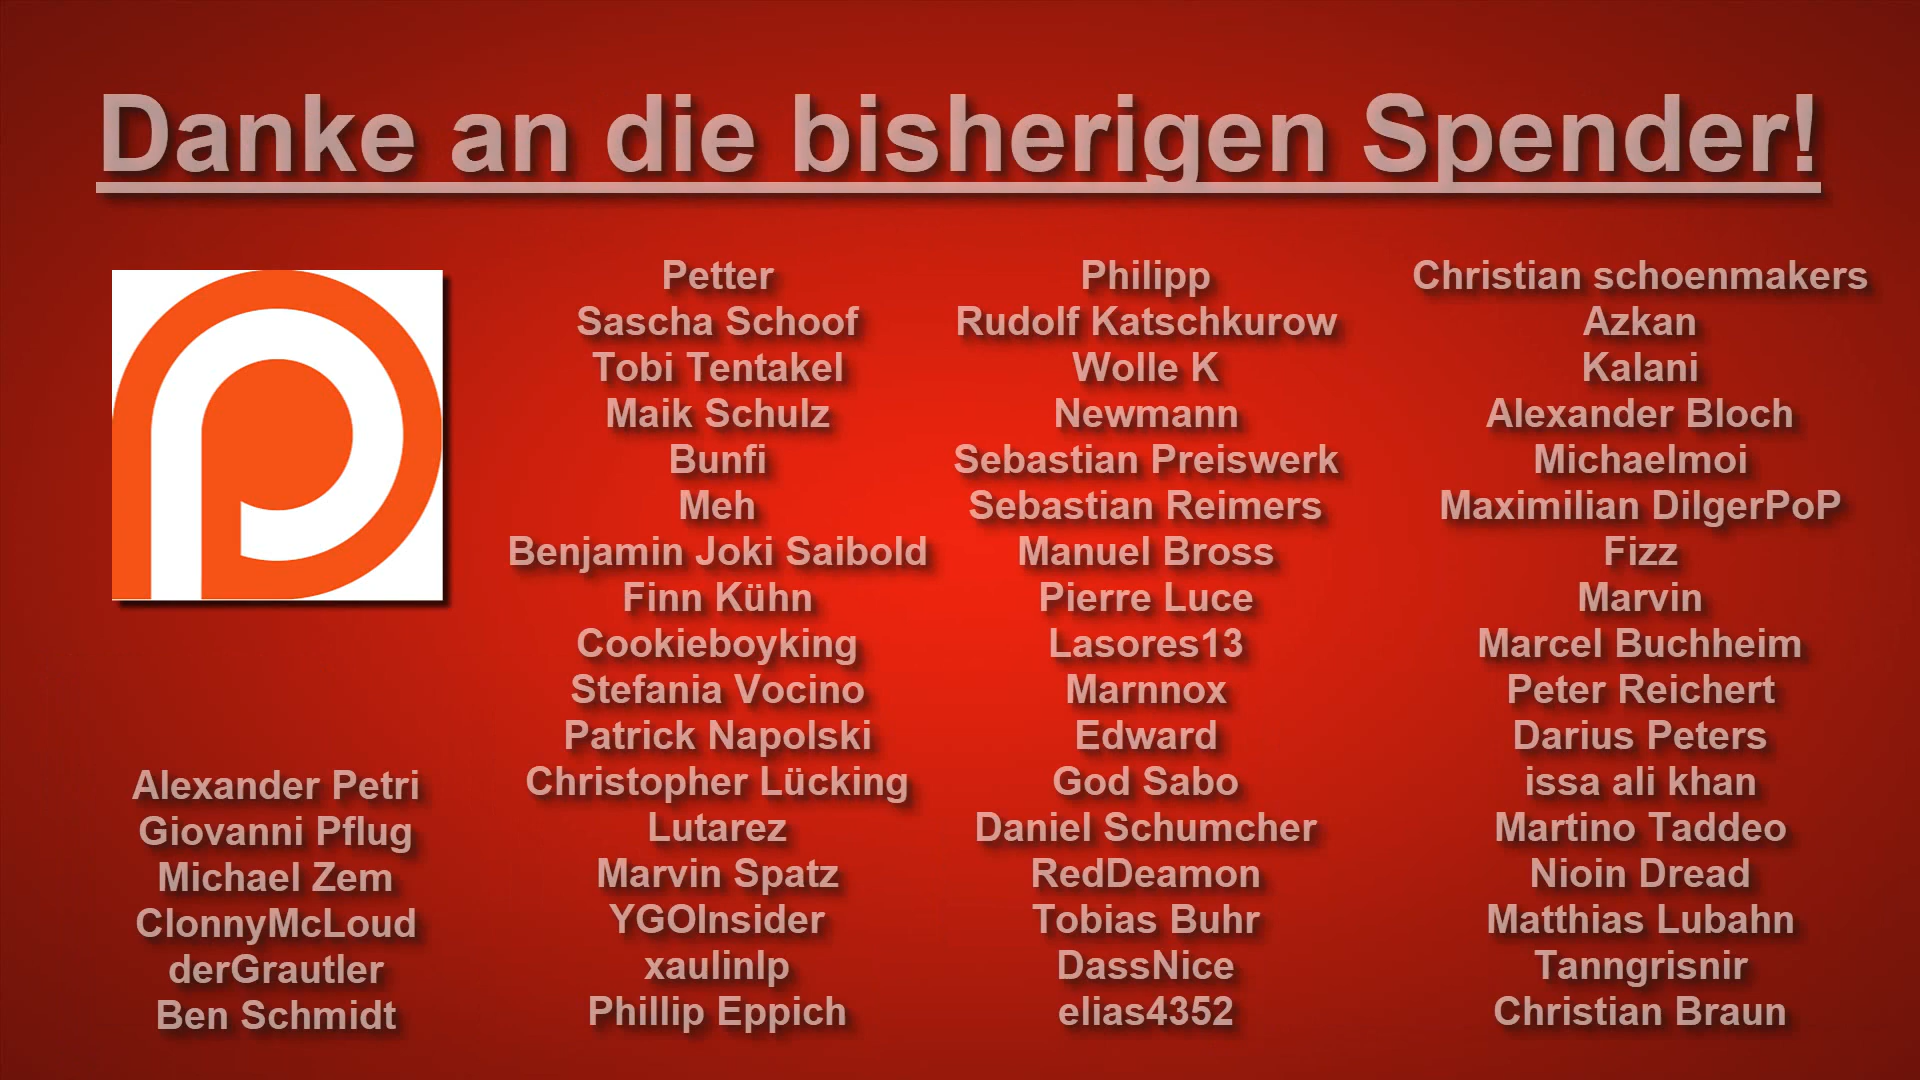 Danke an die bisherigen Spender!
Alexander Petri
Giovanni Pflug
Michael Zem
ClonnyMcLoud
derGrautler
Ben Schmidt
Petter
Sascha Schoof
Tobi Tentakel
Maik Schulz
Bunfi
Meh
Benjamin Joki Saibold
Finn Kühn
Cookieboyking
Stefania Vocino
Patrick Napolski
Christopher Lücking
Lutarez
Marvin Spatz
YGOInsider
xaulinlp
Phillip Eppich
Philipp
Rudolf Katschkurow
Wolle K
Newmann
Sebastian Preiswerk
Sebastian Reimers
Manuel Bross
Pierre Luce
Lasores13
Marnnox
Edward
God Sabo
Daniel Schumcher
RedDeamon
Tobias Buhr
DassNice
elias4352
Christian schoenmakers
Azkan
Kalani
Alexander Bloch
Michaelmoi
Maximilian DilgerPoP
Fizz
Marvin
Marcel Buchheim
Peter Reichert
Darius Peters
issa ali khan
Martino Taddeo
Nioin Dread
Matthias Lubahn
Tanngrisnir
Christian Braun